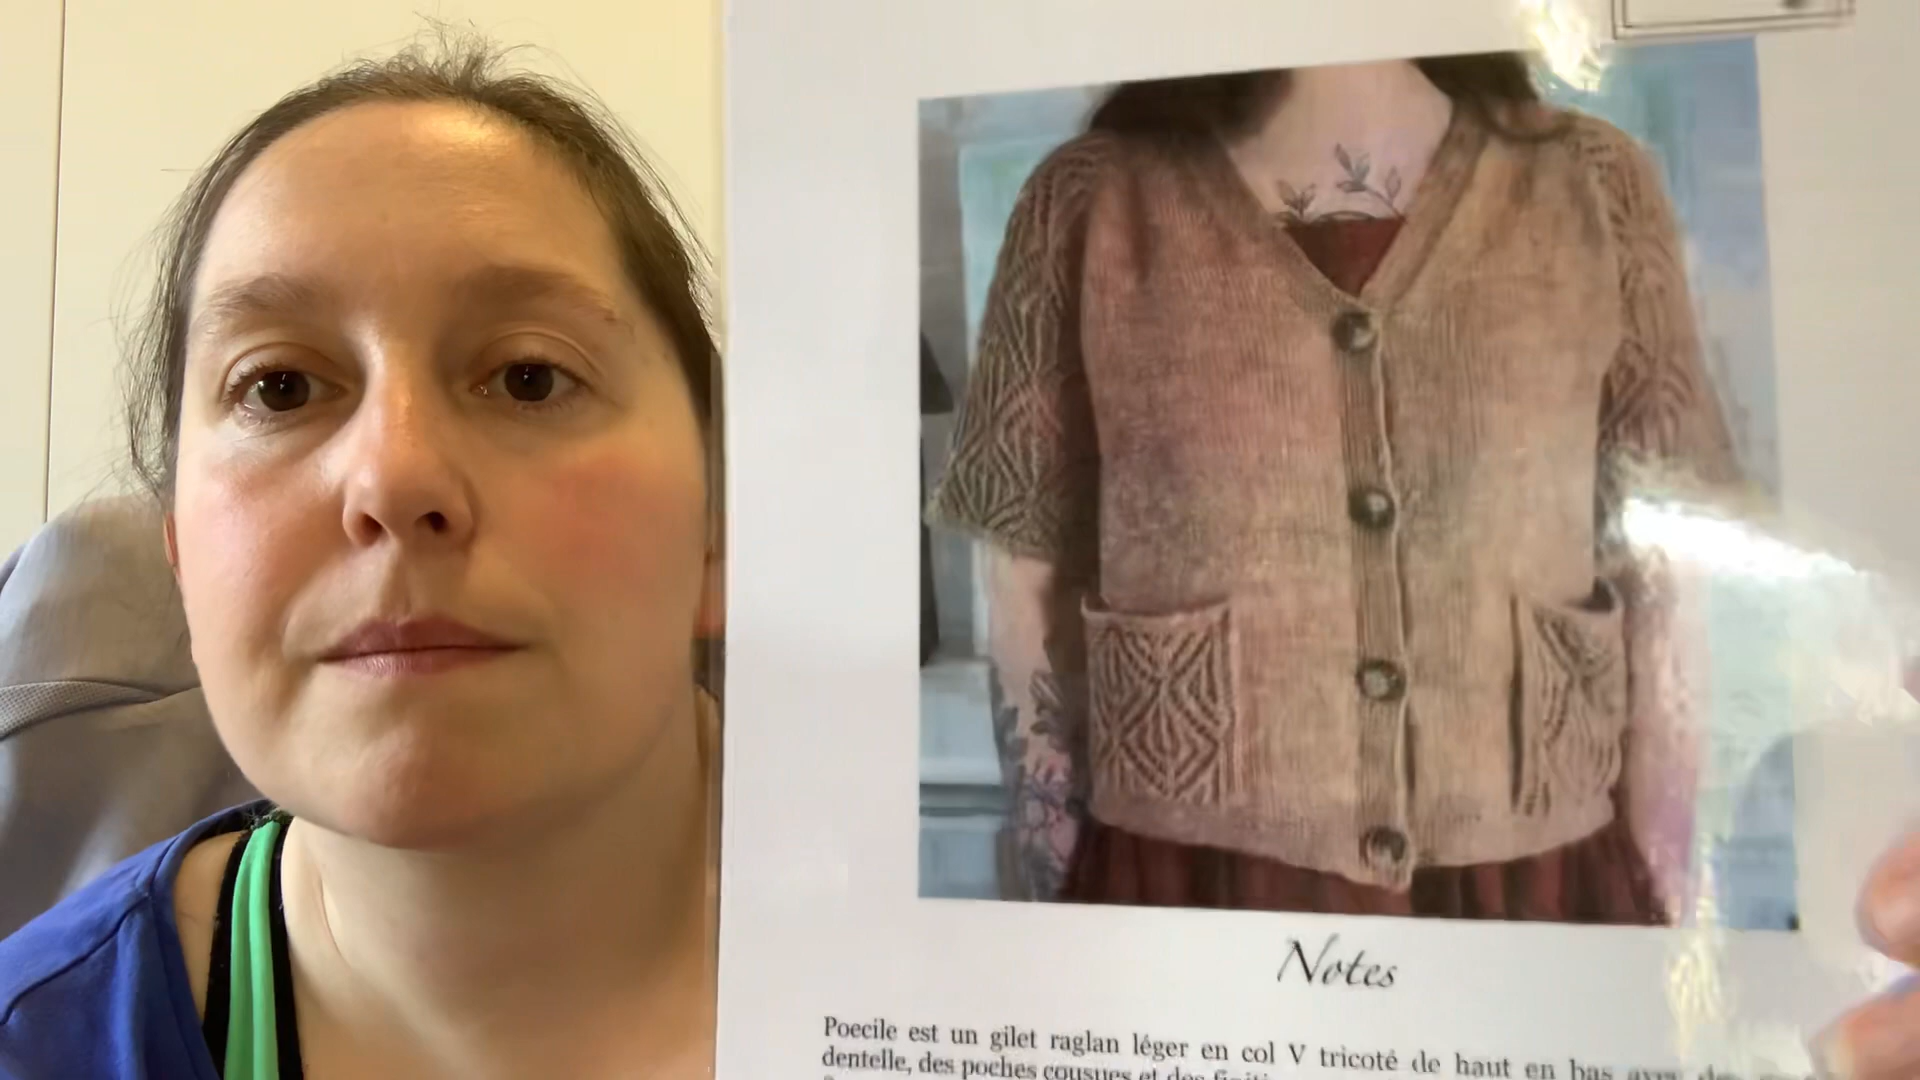 Notes
Poecile est un gilet raglan léger en col V tricoté de haut en bas avec des
dentelle, des poches cousues et des